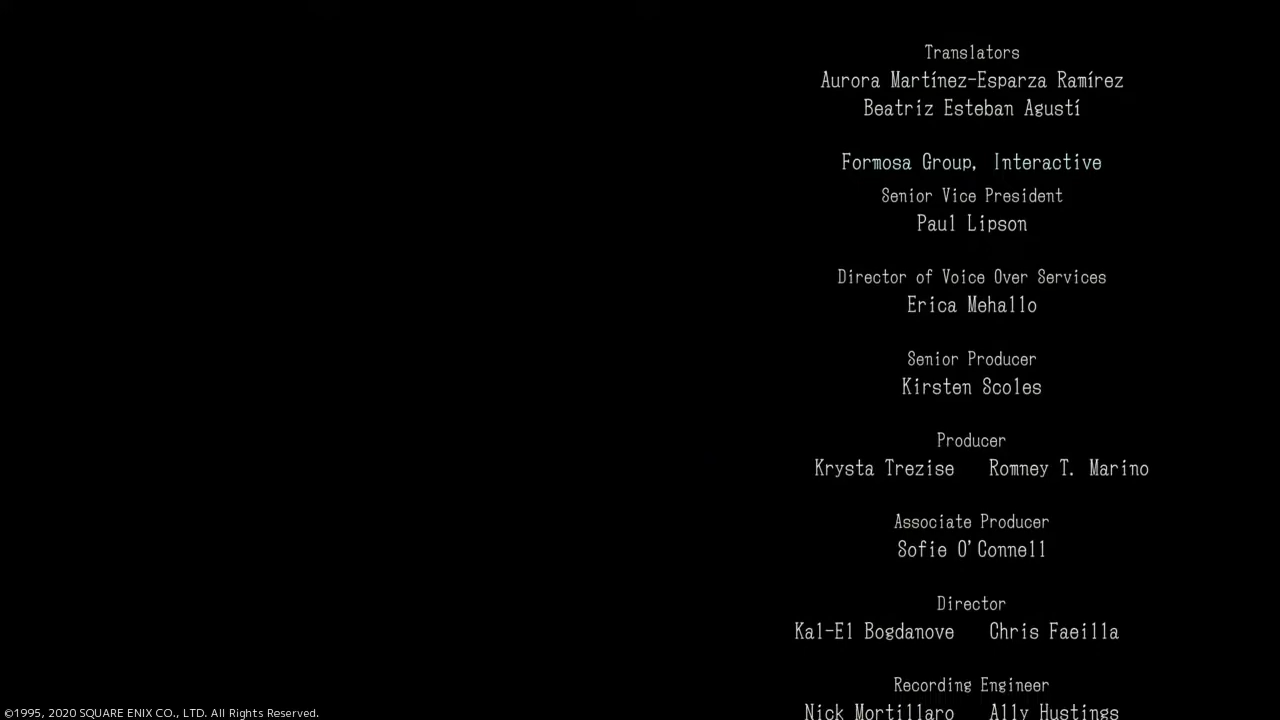 Translators
Aurora Martínez-Esparza Ramírez
Beatriz Esteban Agustí
Formosa Group, Interactive
Senior Vice President
Paul Lipson
Director of Voice Over Services
Erica Mehallo
Senior Producer
Kirsten Scoles
Producer
Krysta Trezise Romney T. Marino
Associate Producer
Sofie O'Connell
Director
Kal-El Bogdanove Chris Faeilla
Recording Engineer
Nick Mortillaro Ally Hustings
©1995, 2020 SQUARE ENIX CO., LTD. All Rights Reserved.